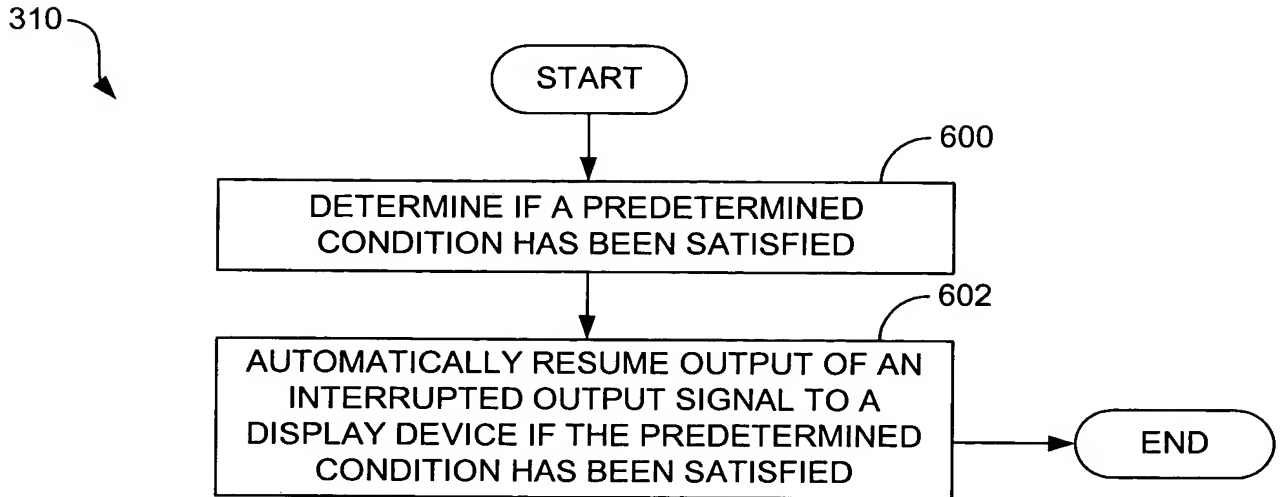 310
START
600
DETERMINE IF A PREDETERMINED
CONDITION HAS BEEN SATISFIED
602
AUTOMATICALLY RESUME OUTPUT OF AN
INTERRUPTED OUTPUT SIGNAL TO A
DISPLAY DEVICE IF THE PREDETERMINED
CONDITION HAS BEEN SATISFIED
END